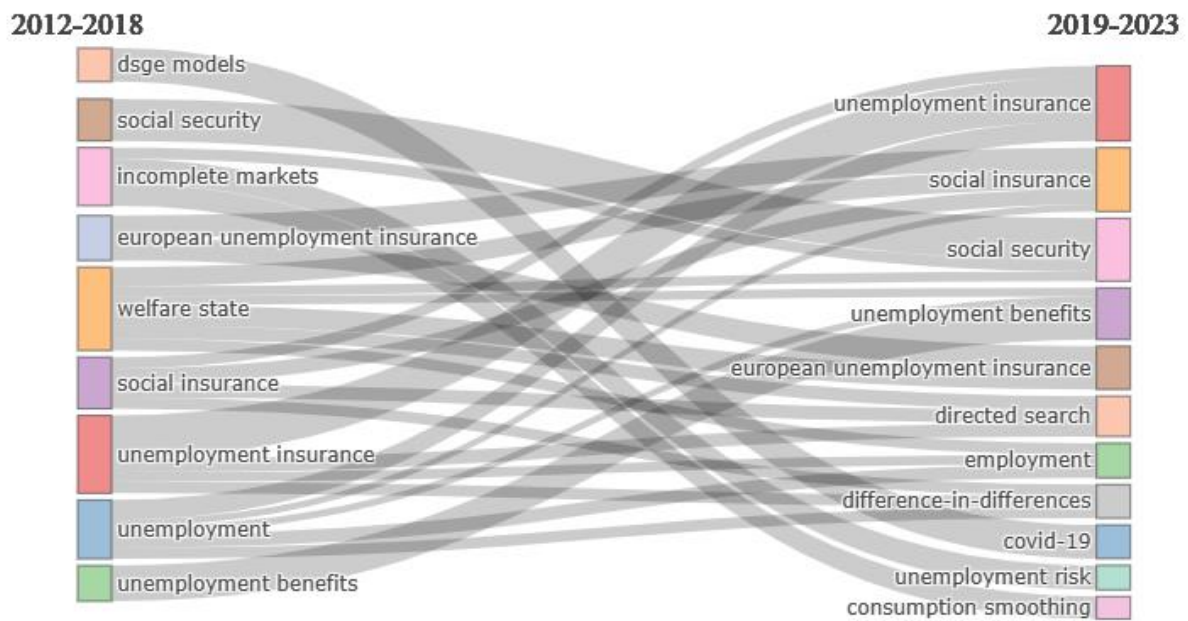 2012-2018
2019-2023
dsge models
social security
incomplete markets
european unemployment insurance
welfare state
social insurance
unemployment insurance
unemployment
unemployment benefits
unemployment insurance
social insurance
social security
unemployment benefits
european unemployment insurance
directed search
employment
difference-in-differences
covid-19
unemployment risk
consumption smoothing